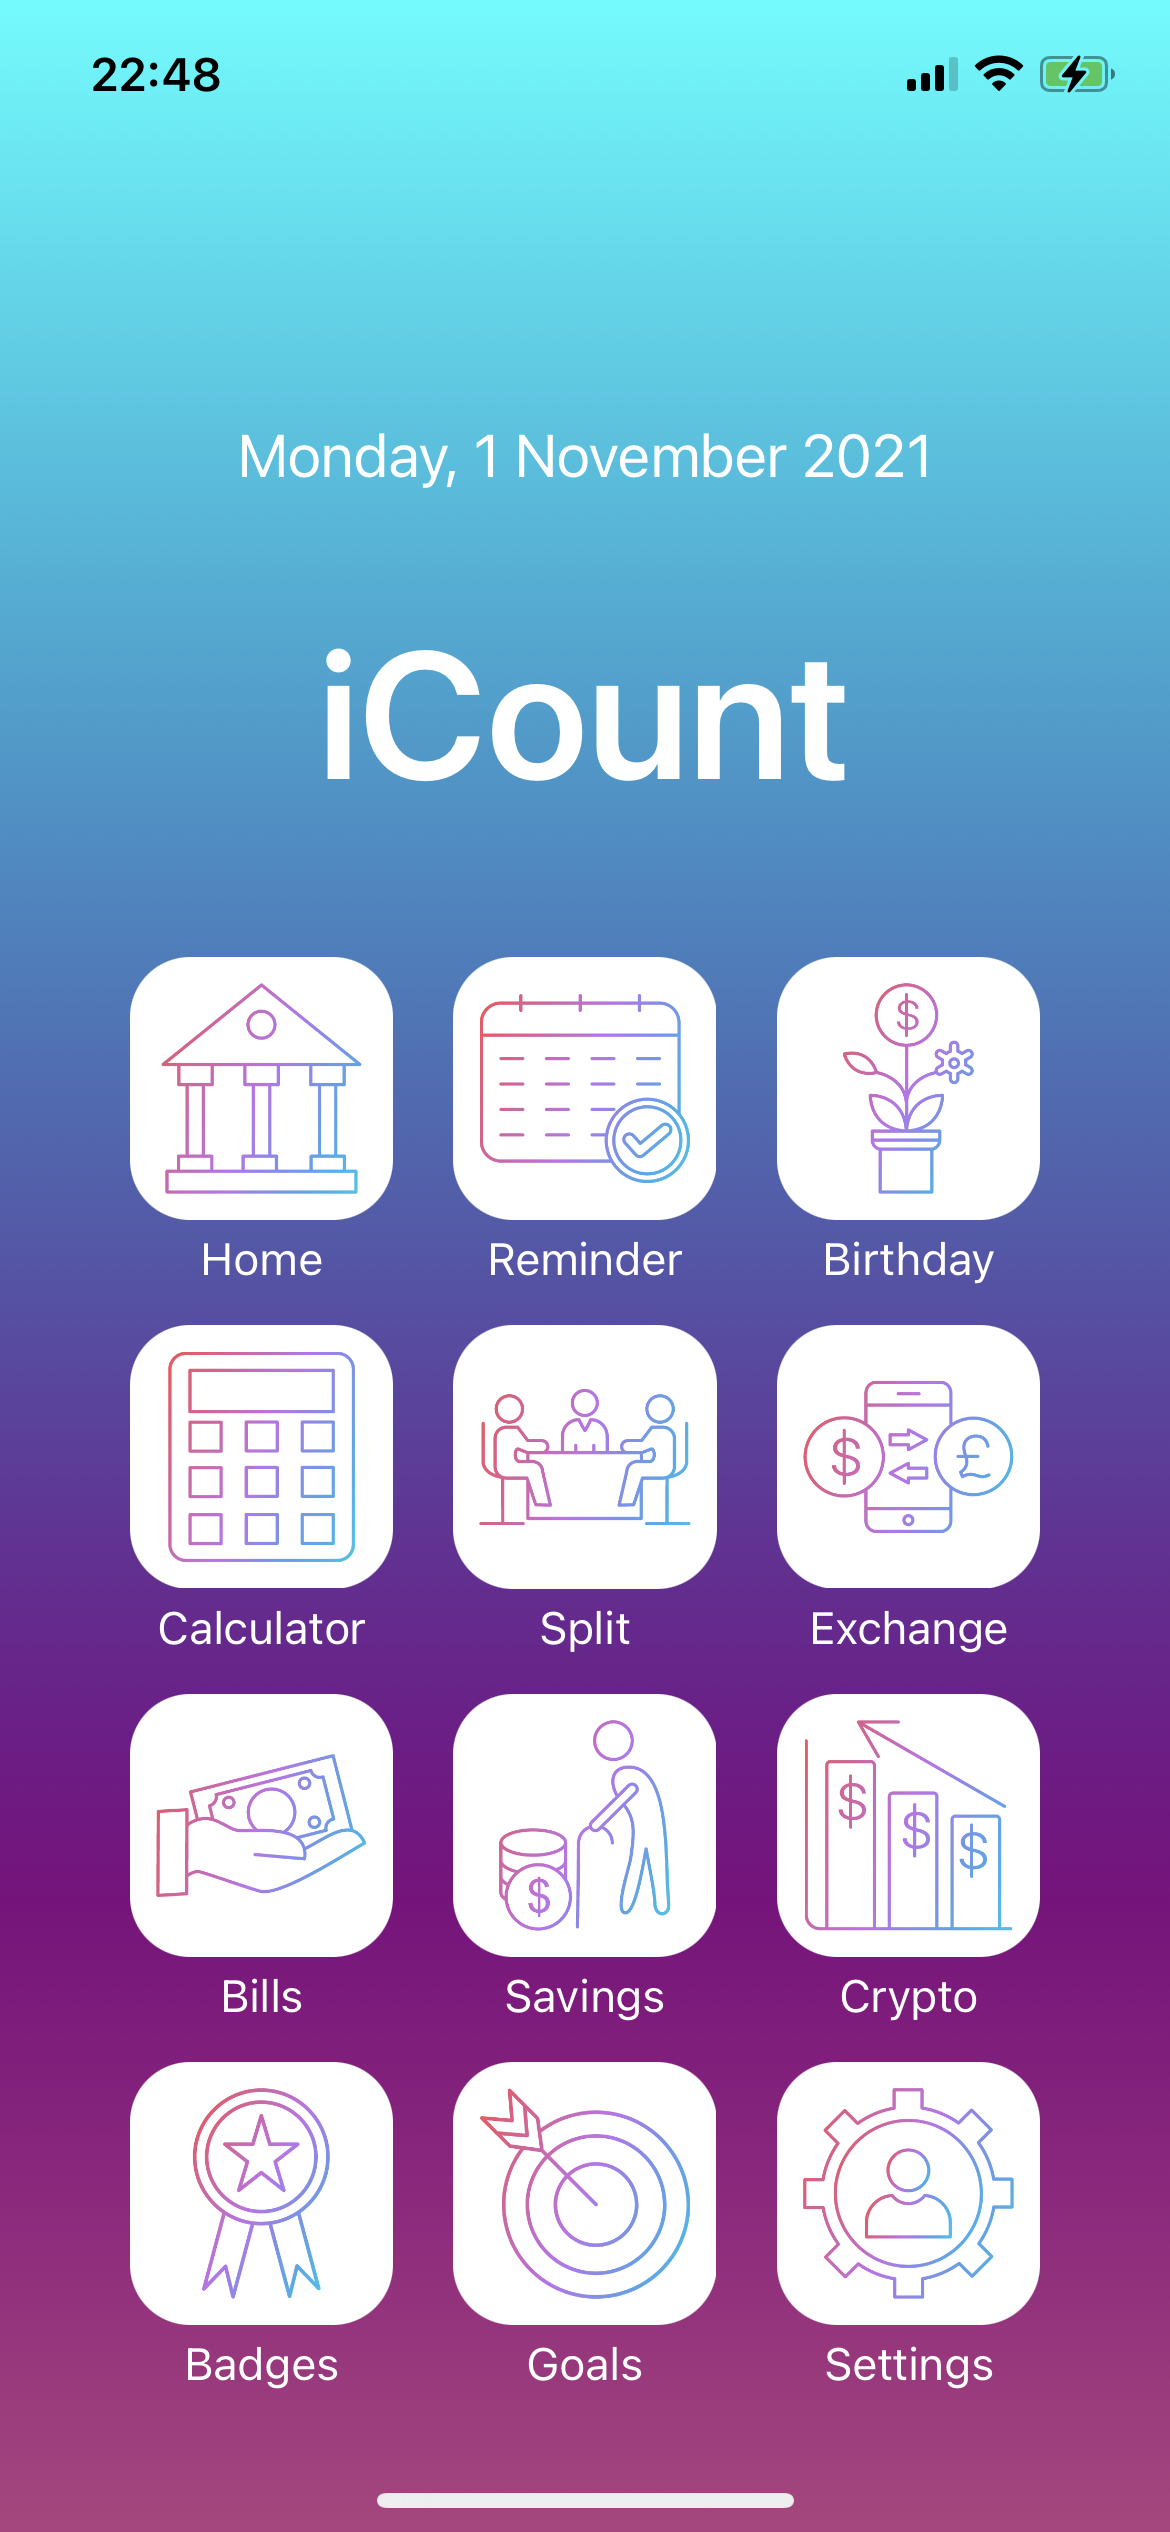 22:48
Monday, 1 November 2021
iCount
$
Home Reminder Birthday
$ £
Calculator Split Exchange
$ $ $ $
Bills Savings Crypto
Badges Goals Settings